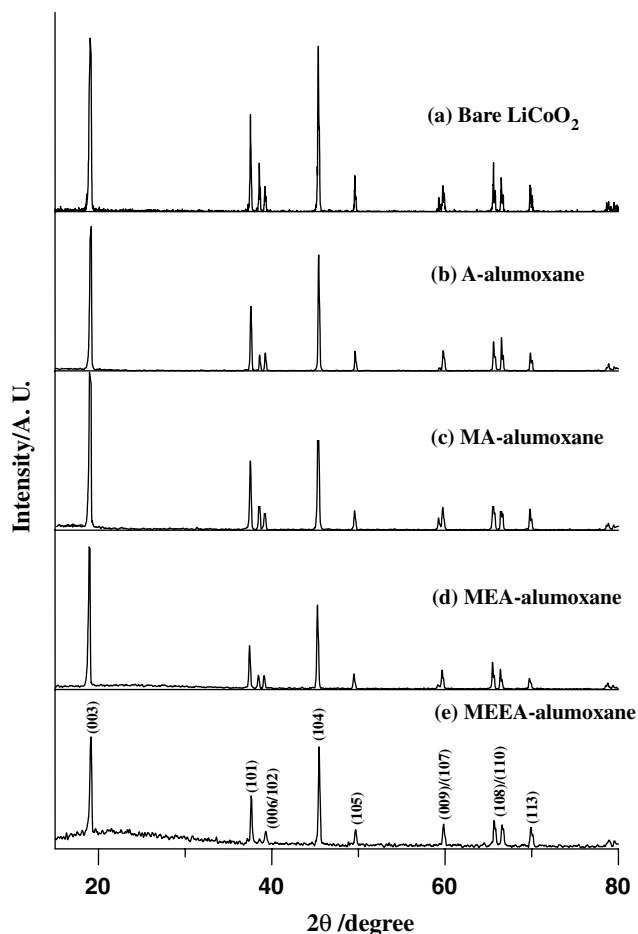 (a) Bare LiCoO₂
(b) A-alumoxane
(c) MA-alumoxane
(d) MEA-alumoxane
(e) MEEA-alumoxane
(003)
(101)
(006/102)
(104)
(105)
(009)/(107)
(108)/(110)
(113)
Intensity/A. U.
20
40
60
80
2θ /degree